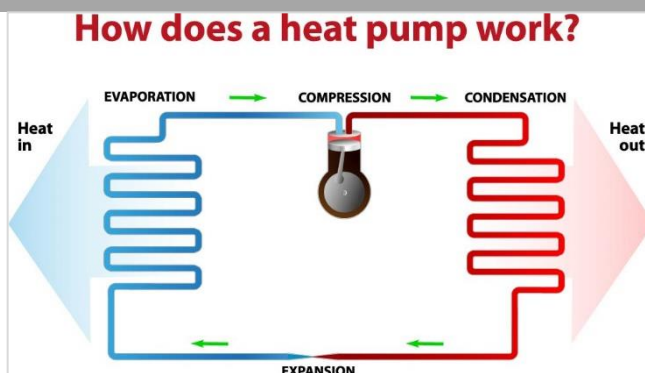 How does a heat pump work?
EVAPORATION
COMPRESSION
CONDENSATION
Heat
in
Heat
out
EXPANSION